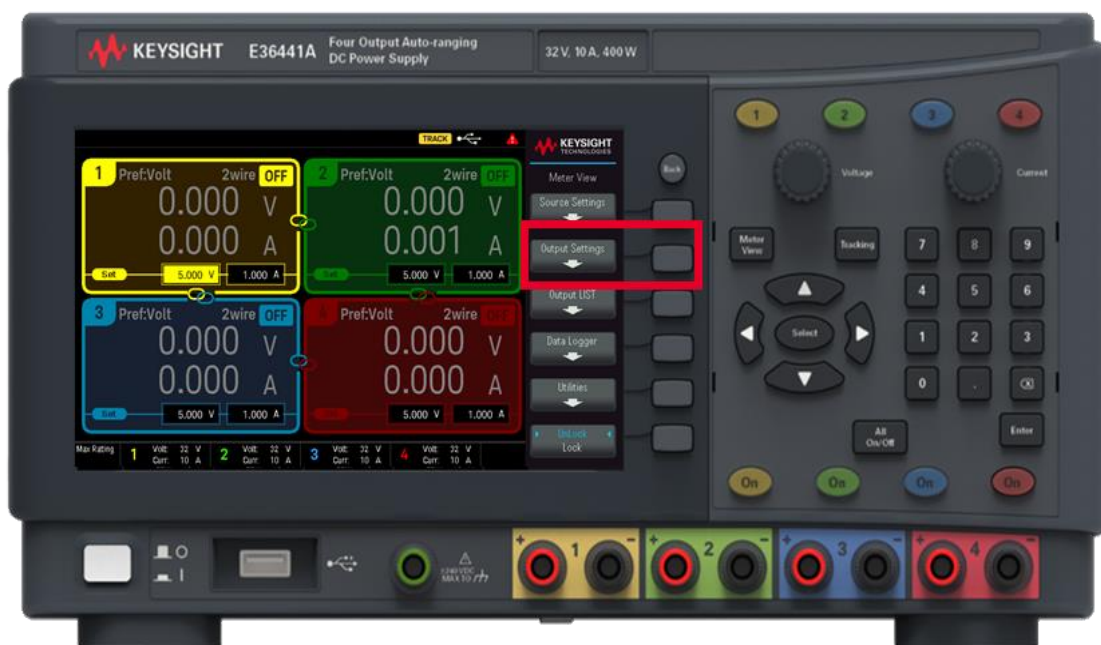 KEYSIGHT E36441A Four Output Auto-ranging
DC Power Supply
32 V, 10 A, 400 W
TRACK
1 Pref:Volt 2wire OFF
0.000 V
0.000 A
Set 5.000 V 1.000 A
2 Pref:Volt 2wire OFF
0.000 V
0.001 A
Set 5.000 V 1.000 A
3 Pref:Volt 2wire OFF
0.000 V
0.000 A
Set 5.000 V 1.000 A
4 Pref:Volt 2wire OFF
0.000 V
0.000 A
5.000 V 1.000 A
Max Rating 1 Volt: 32 V 2 Volt: 32 V 3 Volt: 32 V 4 Volt: 32 V
Curr: 10 A Curr: 10 A Curr: 10 A Curr: 10 A
KEYSIGHT
TECHNOLOGIES
Meter View
Source Settings
Output Settings
Output LIST
Data Logger
Utilities
UnLock
Lock
Back
1 2 3 4
Voltage Current
Meter
View
Tracking
7 8 9
4 5 6
Select
1 2 3
0 .
All
On/Off
Enter
On On On On
+ 1 - + 2 - + 3 - + 4 -
±240 VDC
MAX TO